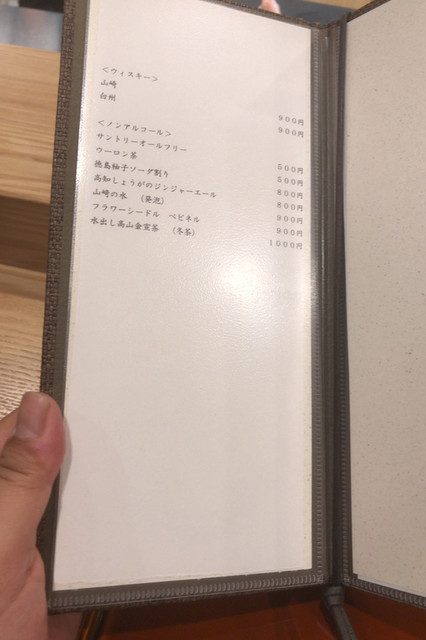 <ウィスキー>
山崎 900円
白州 900円
<ノンアルコール>
サントリーオールフリー 500円
ウーロン茶 500円
徳島柚子ソーダ割り 800円
高知しょうがのジンジャーエール 800円
山崎の水 (発泡) 900円
フラワーシードル ペピネル 900円
水出し高山金宣茶 (冬茶) 1000円